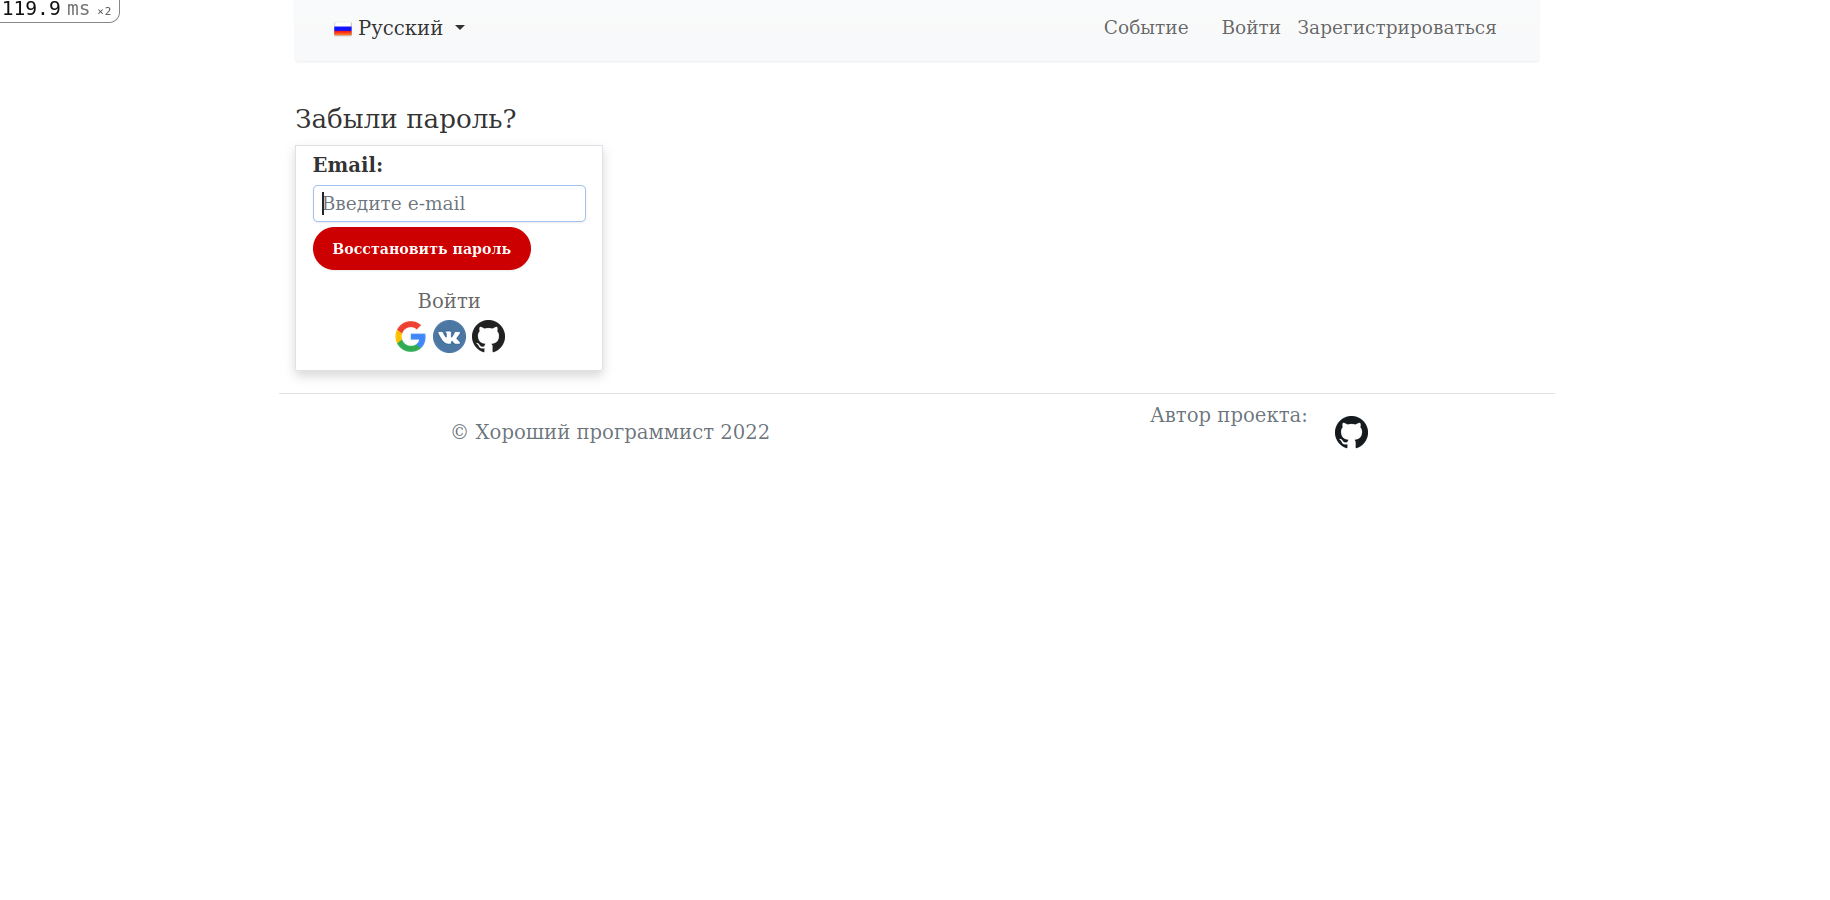 119.9 ms ×2
Русский
Событие Войти Зарегистрироваться
Забыли пароль?
Email:
Введите e-mail
Восстановить пароль
Войти
© Хороший программист 2022
Автор проекта: